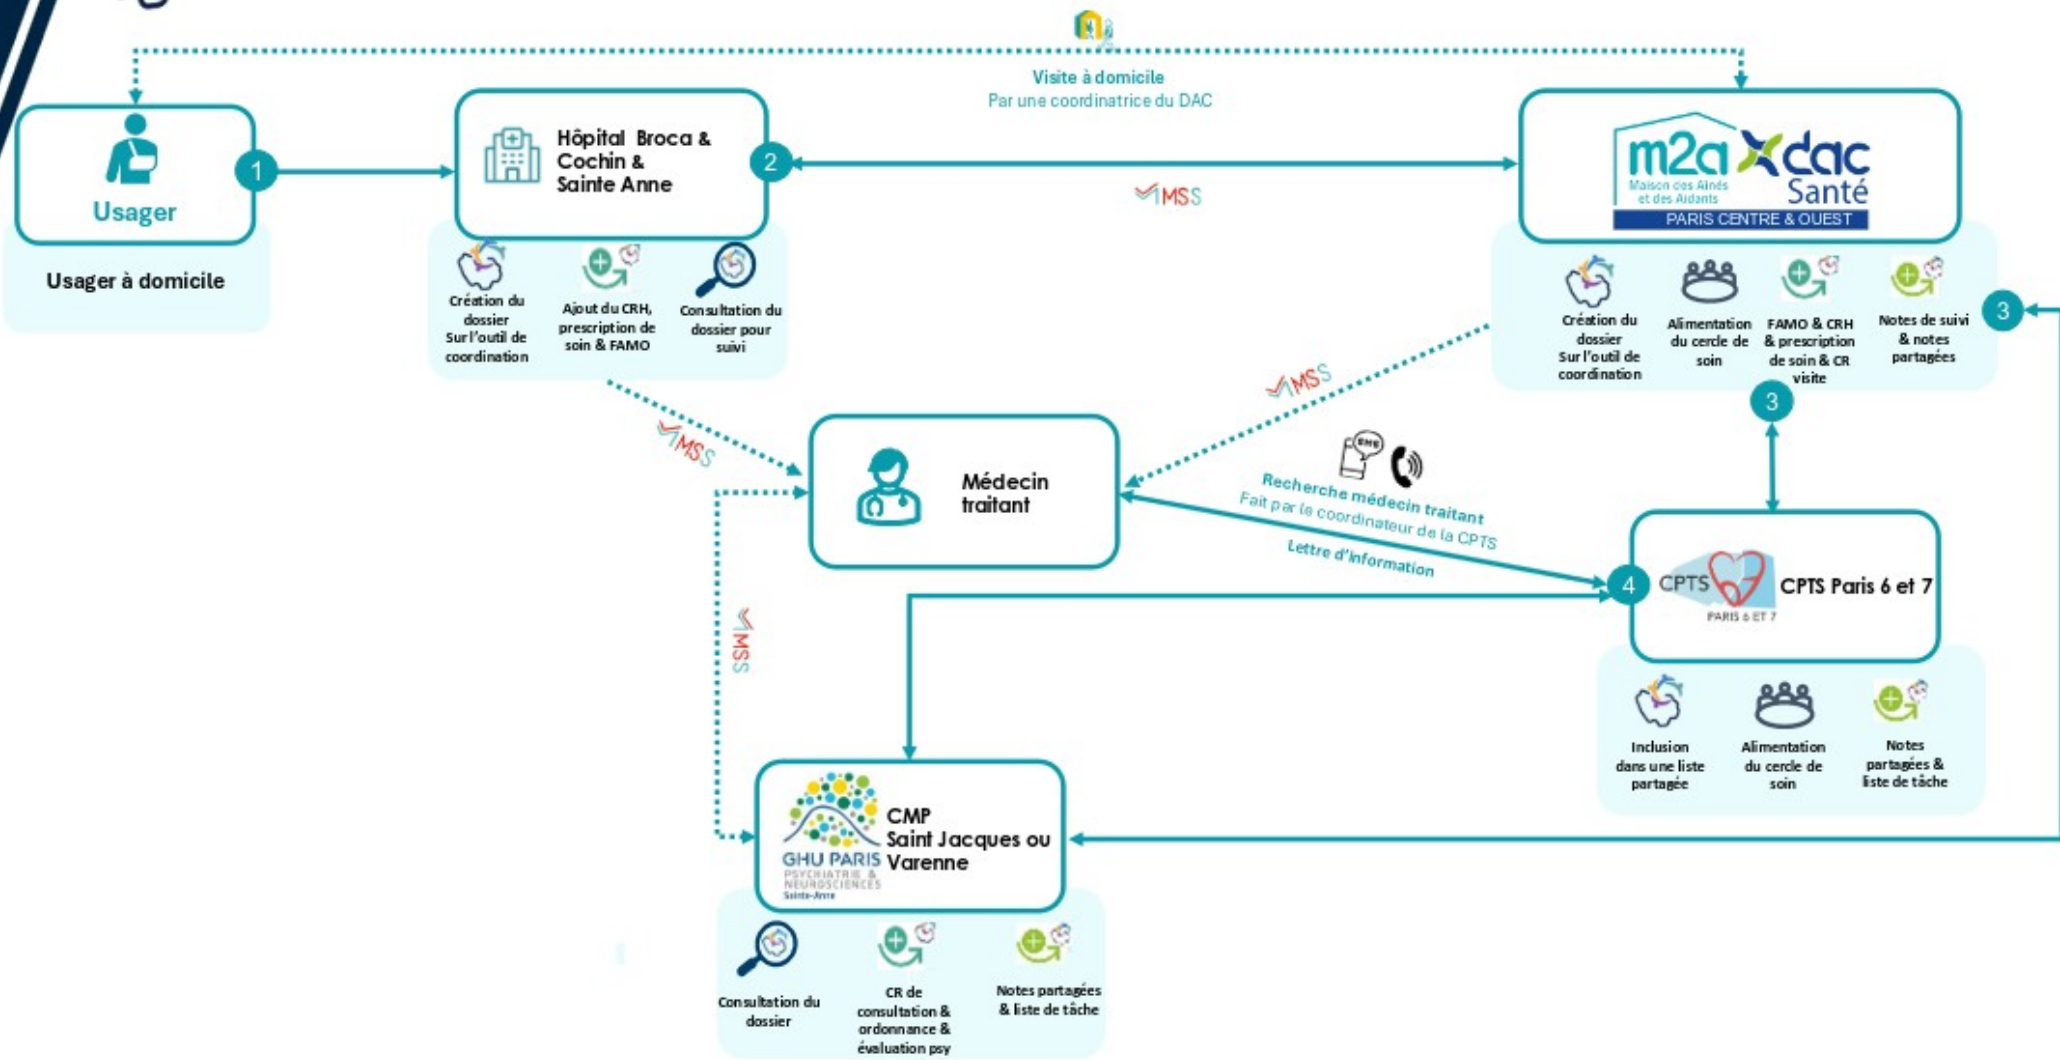 Visite à domicile
Par une coordinatrice du DAC
Usager
1
Usager à domicile
Hôpital Broca &
Cochin &
Sainte Anne
2
MSS
Création du
dossier
Sur l'outil de
coordination
Ajout du CRH,
prescription de
soin & FAMO
Consultation du
dossier pour
suivi
m2a dac
Maison des Aînés
et des Aidants
Santé
PARIS CENTRE & OUEST
Création du
dossier
Sur l'outil de
coordination
Alimentation
du cercle de
soin
FAMO & CRH
& prescription
de soin & CR
visite
Notes de suivi
& notes
partagées
3
3
MSS
MSS
Médecin
traitant
SMS
Recherche médecin traitant
Fait par le coordinateur de la CPTS
Lettre d'information
4
CPTS
PARIS 6 ET 7
CPTS Paris 6 et 7
Inclusion
dans une liste
partagée
Alimentation
du cercle de
soin
Notes
partagées &
liste de tâche
MSS
GHU PARIS
PSYCHIATRIE &
NEUROSCIENCES
Sainte-Anne
CMP
Saint Jacques ou
Varenne
Consultation du
dossier
CR de
consultation &
ordonnance &
évaluation psy
Notes partagées
& liste de tâche